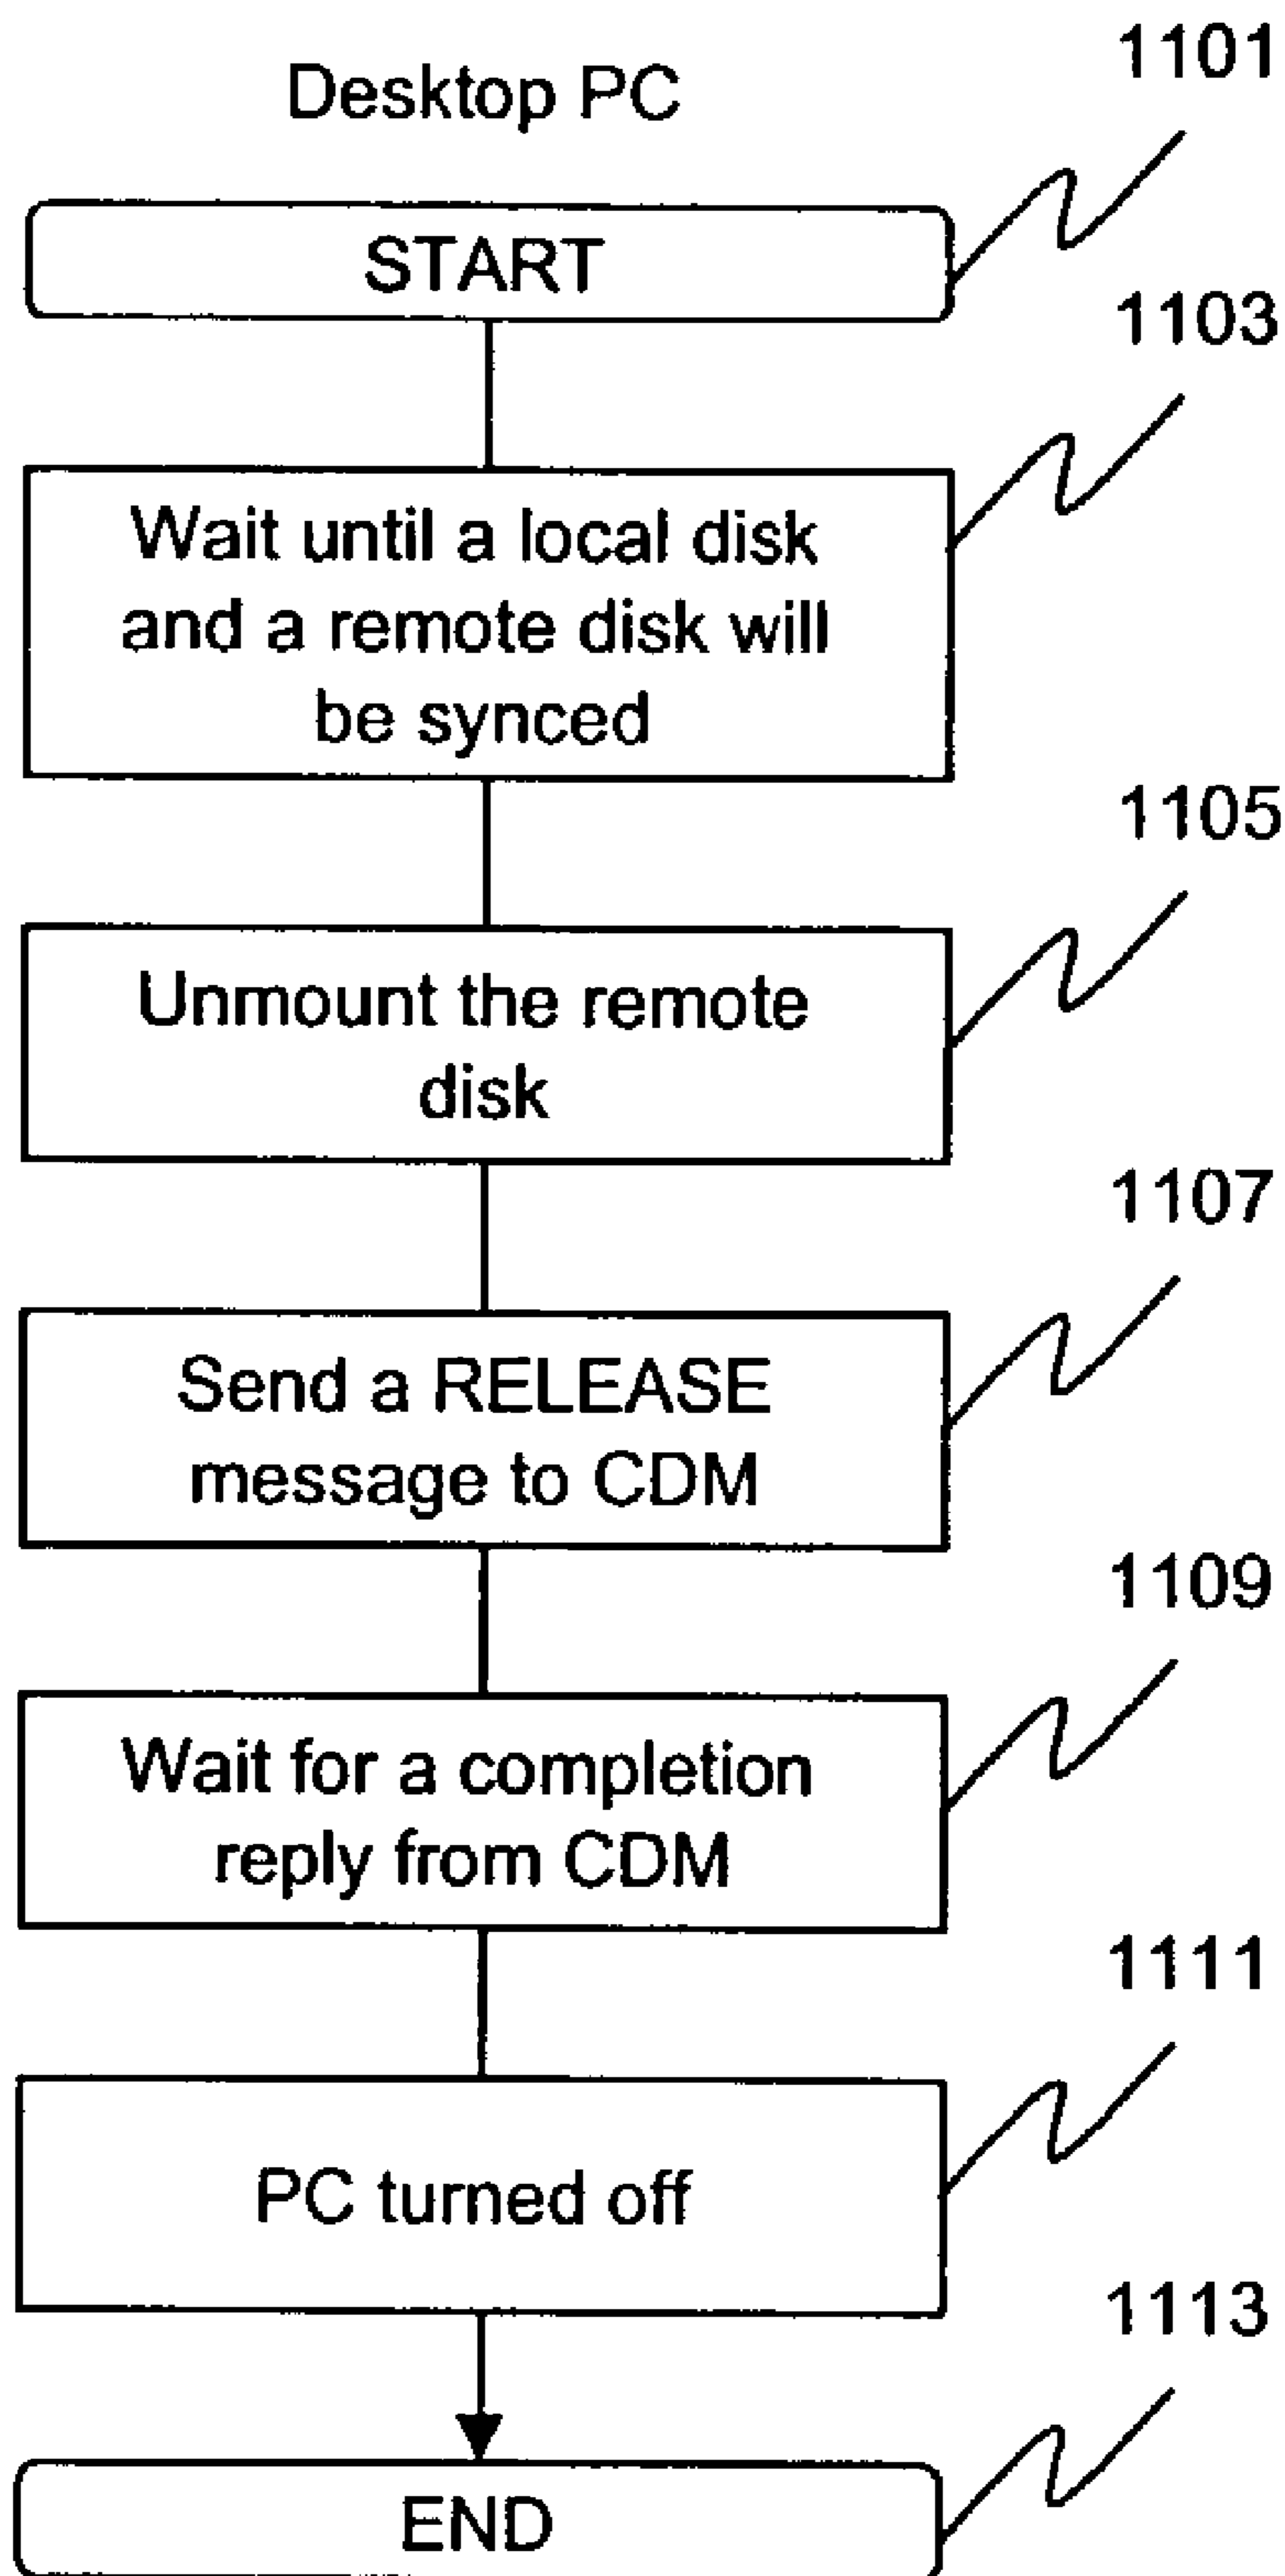 Desktop PC
1101
START
1103
Wait until a local disk
and a remote disk will
be synced
1105
Unmount the remote
disk
1107
Send a RELEASE
message to CDM
1109
Wait for a completion
reply from CDM
1111
PC turned off
1113
END